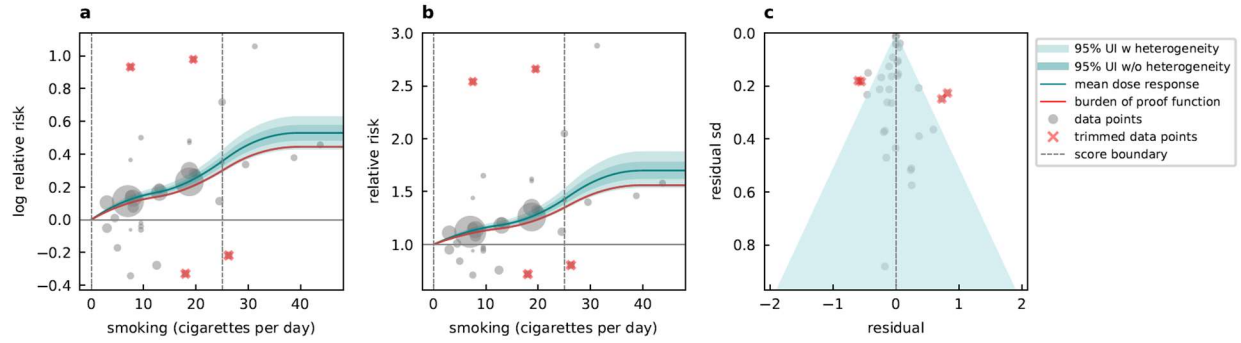 a
log relative risk
1.0
0.8
0.6
0.4
0.2
0.0
−0.2
−0.4
0 10 20 30 40
smoking (cigarettes per day)
b
relative risk
3.0
2.5
2.0
1.5
1.0
0 10 20 30 40
smoking (cigarettes per day)
c
residual sd
0.0
0.2
0.4
0.6
0.8
−2 −1 0 1 2
residual
95% UI w heterogeneity
95% UI w/o heterogeneity
mean dose response
burden of proof function
data points
trimmed data points
score boundary